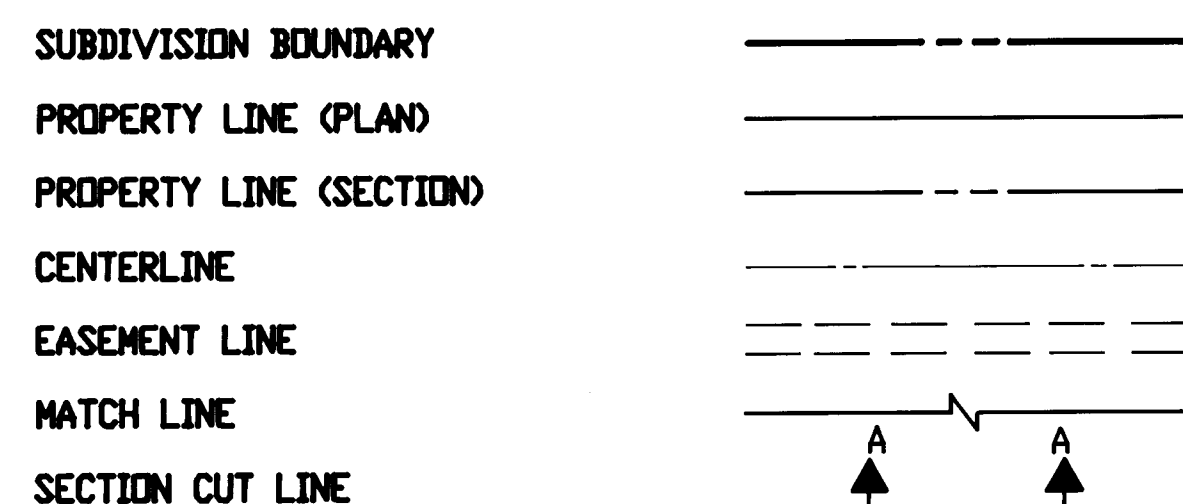 SUBDIVISION BOUNDARY
PROPERTY LINE (PLAN)
PROPERTY LINE (SECTION)
CENTERLINE
EASEMENT LINE
MATCH LINE
A A
SECTION CUT LINE